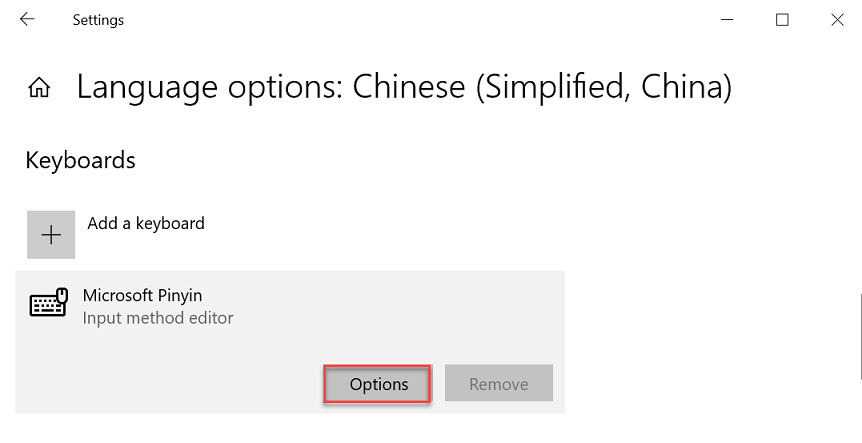 Settings
Language options: Chinese (Simplified, China)
Keyboards
Add a keyboard
Microsoft Pinyin
Input method editor
Options
Remove